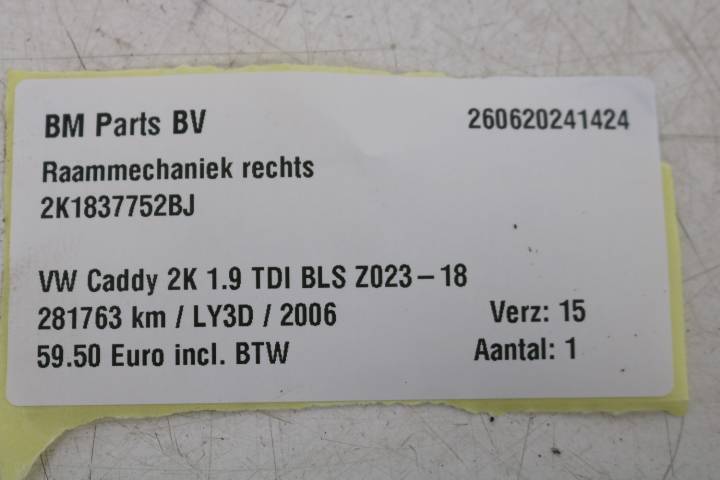 BM Parts BV 260620241424
Raammechaniek rechts
2K1837752BJ
VW Caddy 2K 1.9 TDI BLS Z023-18
281763 km / LY3D / 2006 Verz: 15
59.50 Euro incl. BTW Aantal: 1